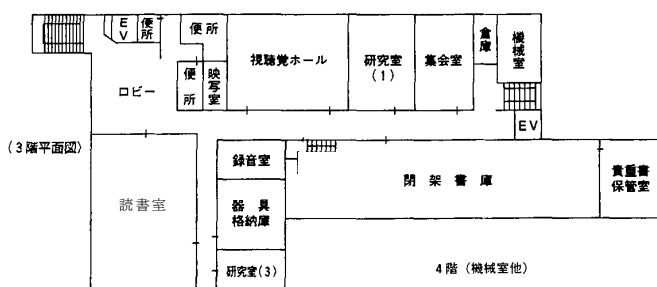 EV
便所
便所
便所
映写室
視聴覚ホール
研究室
(1)
集会室
倉庫
機械室
ロビー
EV
(3階平面図)
録音室
閉架書庫
貴重書
保管室
読書室
器具
格納庫
研究室(3)
4階(機械室他)